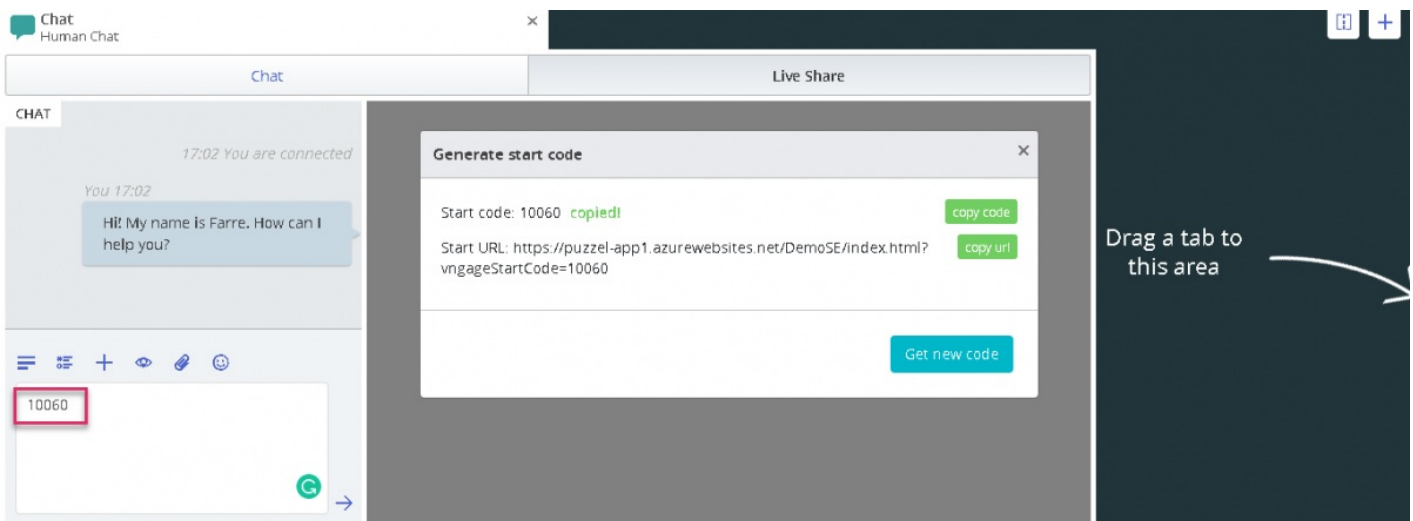 Chat
Human Chat
Chat
Live Share
CHAT
17:02 You are connected
You 17:02
Hi! My name is Farre. How can I
help you?
10060
Generate start code
Start code: 10060 copied!
copy code
Start URL: https://puzzel-app1.azurewebsites.net/DemoSE/index.html?
vngageStartCode=10060
copy url
Get new code
Drag a tab to
this area